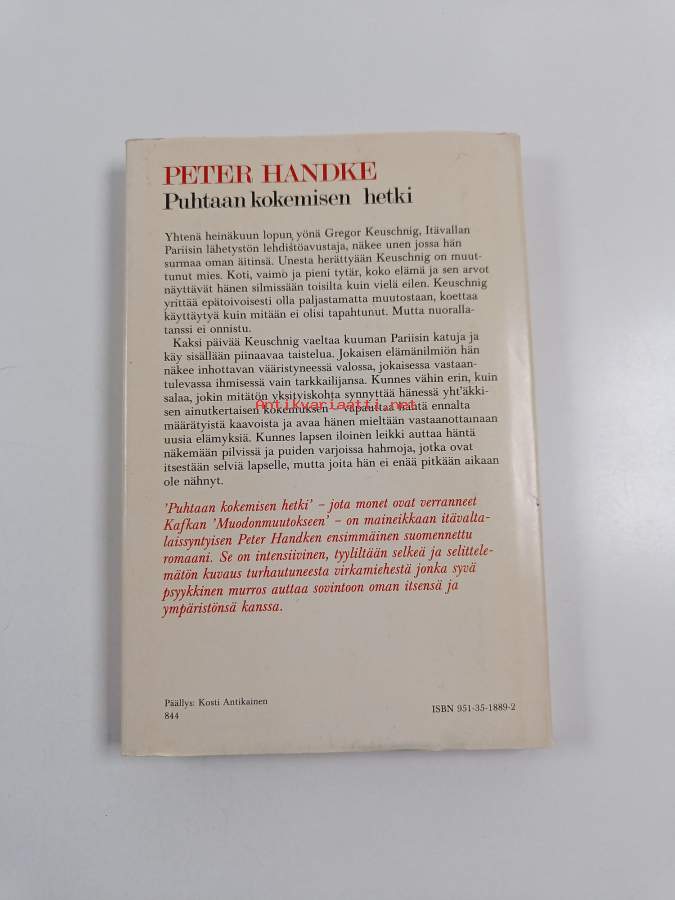 PETER HANDKE
Puhtaan kokemisen hetki
Yhtenä heinäkuun lopun yönä Gregor Keuschnig, Itävallan
Pariisin lähetystön lehdistöavustaja, näkee unen jossa hän
surmaa oman äitinsä. Unesta herättyään Keuschnig on muut-
tunut mies. Koti, vaimo ja pieni tytär, koko elämä ja sen arvot
näyttävät hänen silmissään toisilta kuin vielä eilen. Keuschnig
yrittää epätoivoisesti olla paljastamatta muutostaan, koettaa
käyttäytyä kuin mitään ei olisi tapahtunut. Mutta nuoralla-
tanssi ei onnistu.
Kaksi päivää Keuschnig vaeltaa kuuman Pariisin katuja ja
käy sisällään piinaavaa taistelua. Jokaisen elämänilmiön hän
näkee inhottavan vääristyneessä valossa, jokaisessa vastaan-
tulevassa ihmisessä vain tarkkailijansa. Kunnes vähin erin, kuin
salaa, jokin mitätön yksityiskohta synnyttää hänessä yht'äkki-
sen ainutkertaisen kokemuksen – vapauttaa häntä ennalta
Antikvariaatti.net
määrätyistä kaavoista ja avaa hänen mieltään vastaanottamaan
uusia elämyksiä. Kunnes lapsen iloinen leikki auttaa häntä
näkemään pilvissä ja puiden varjoissa hahmoja, jotka ovat
itsestään selviä lapselle, mutta joita hän ei enää pitkään aikaan
ole nähnyt.
'Puhtaan kokemisen hetki' – jota monet ovat verranneet
Kafkan 'Muodonmuutokseen' – on maineikkaan itävalta-
laissyntyisen Peter Handken ensimmäinen suomennettu
romaani. Se on intensiivinen, tyyliltään selkeä ja selittele-
mätön kuvaus turhautuneesta virkamiehestä jonka syvä
psyykkinen murros auttaa sovintoon oman itsensä ja
ympäristönsä kanssa.
Päällys: Kosti Antikainen
844
ISBN 951-35-1889-2